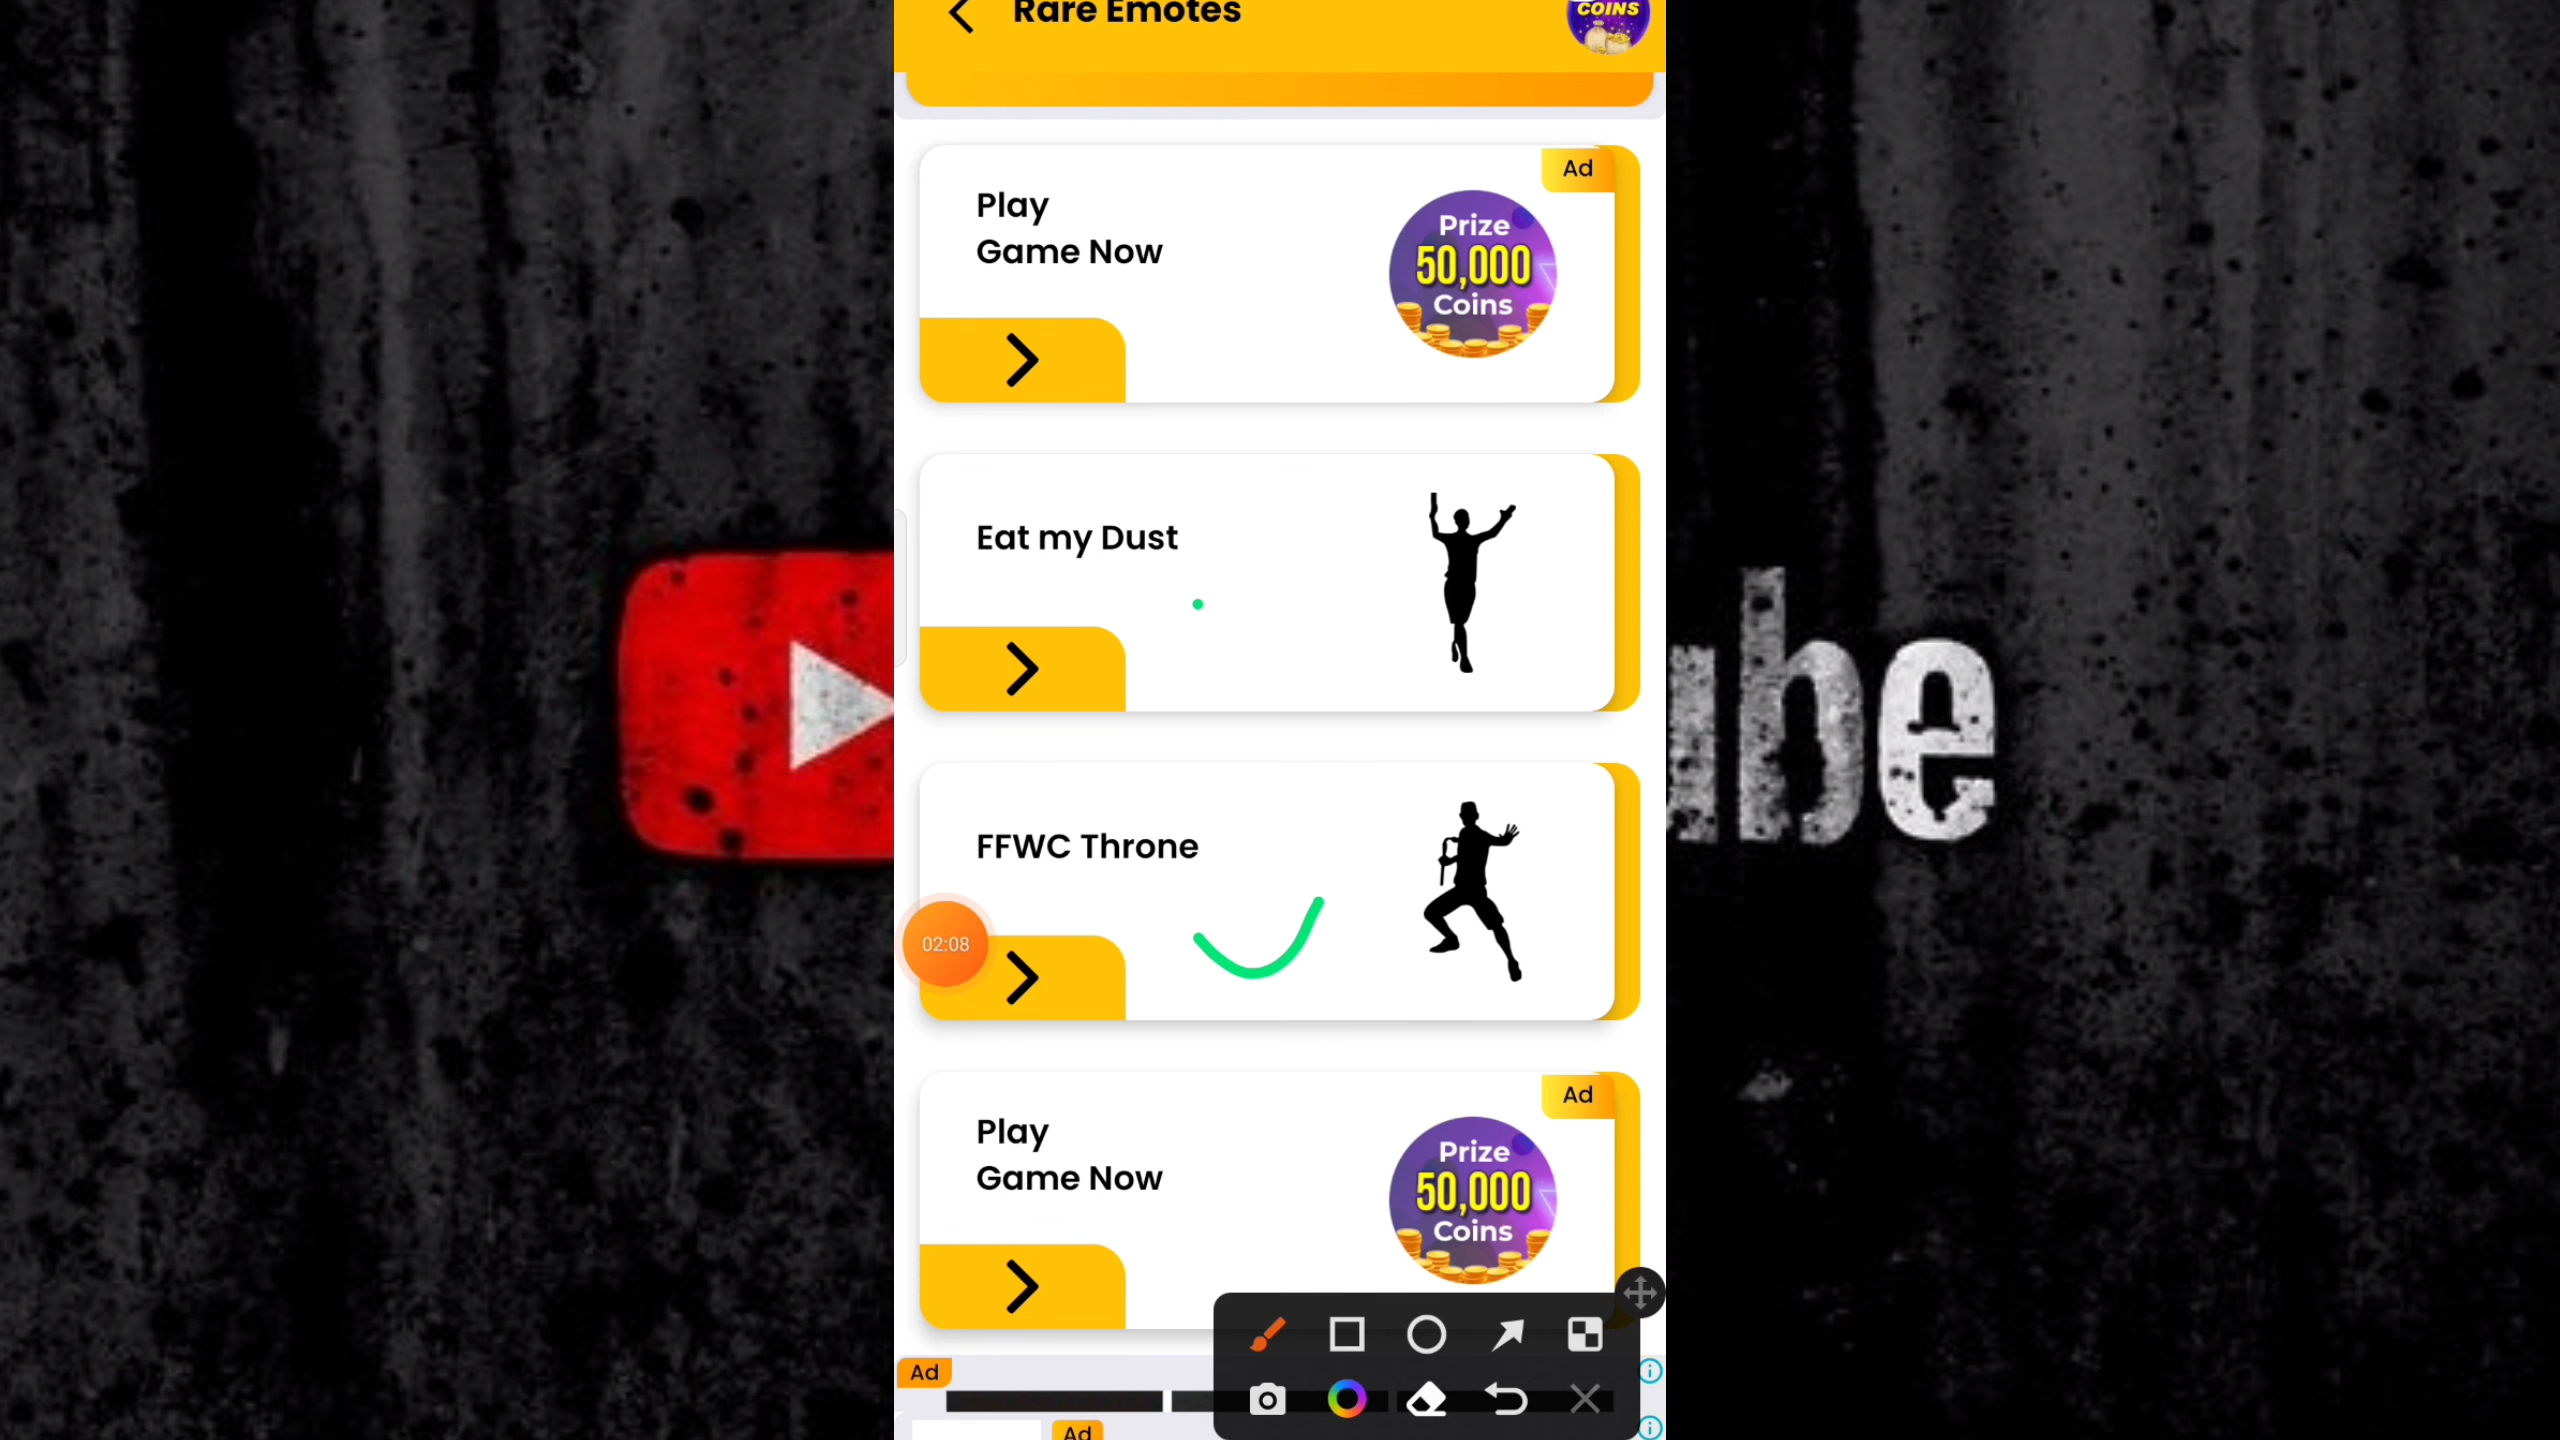 Rare Emotes
COINS
Ad
Play
Game Now
Prize
50,000
Coins
Eat my Dust
FFWC Throne
02:08
Ad
Play
Game Now
Prize
50,000
Coins
Ad
Ad